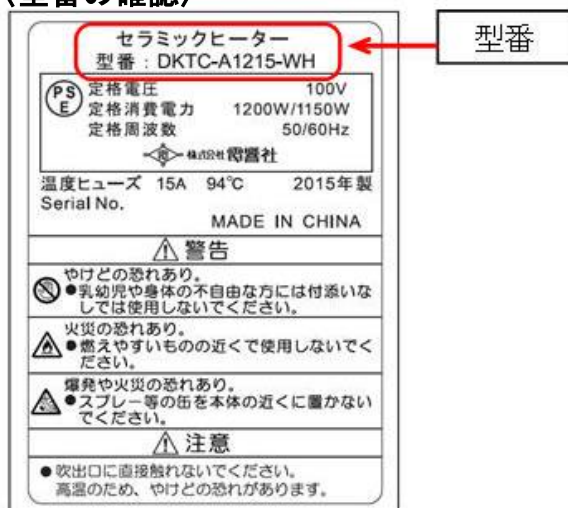 (型番の確認)
セラミックヒーター
型番
型番：DKTC-A1215-WH
PS
E
定格電圧 100V
定格消費電力 1200W/1150W
定格周波数 50/60Hz
株式会社 電響社
温度ヒューズ 15A 94℃ 2015年製
Serial No.
MADE IN CHINA
警告
やけどの恐れあり。
●乳幼児や身体の不自由な方には付添いな
しでは使用しないでください。
火災の恐れあり。
●燃えやすいものの近くで使用しないでく
ださい。
爆発や火災の恐れあり。
●スプレー等の缶を本体の近くに置かない
でください。
注意
●吹出口に直接触れないでください。
高温のため、やけどの恐れがあります。